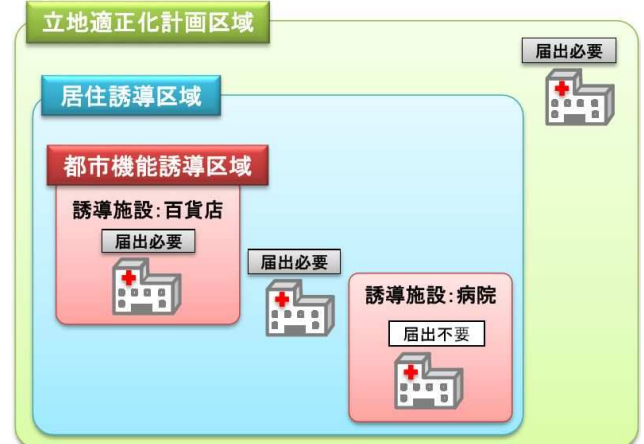 立地適正化計画区域
届出必要
居住誘導区域
都市機能誘導区域
誘導施設:百貨店
届出必要
届出必要
誘導施設:病院
届出不要